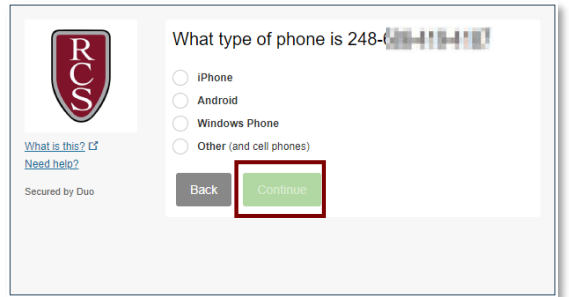 RCS
What type of phone is 248-
iPhone
Android
Windows Phone
Other (and cell phones)
What is this?
Need help?
Secured by Duo
Back
Continue